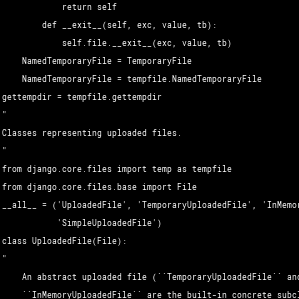 return self
def __exit__(self, exc, value, tb):
self.file.__exit__(exc, value, tb)
NamedTemporaryFile = TemporaryFile
NamedTemporaryFile = tempfile.NamedTemporaryFile
gettempdir = tempfile.gettempdir
"
Classes representing uploaded files.
"
from django.core.files import temp as tempfile
from django.core.files.base import File
__all__ = ('UploadedFile', 'TemporaryUploadedFile', 'InMemor
'SimpleUploadedFile')
class UploadedFile(File):
"
An abstract uploaded file (``TemporaryUploadedFile`` and
``InMemoryUploadedFile`` are the built-in concrete subcl